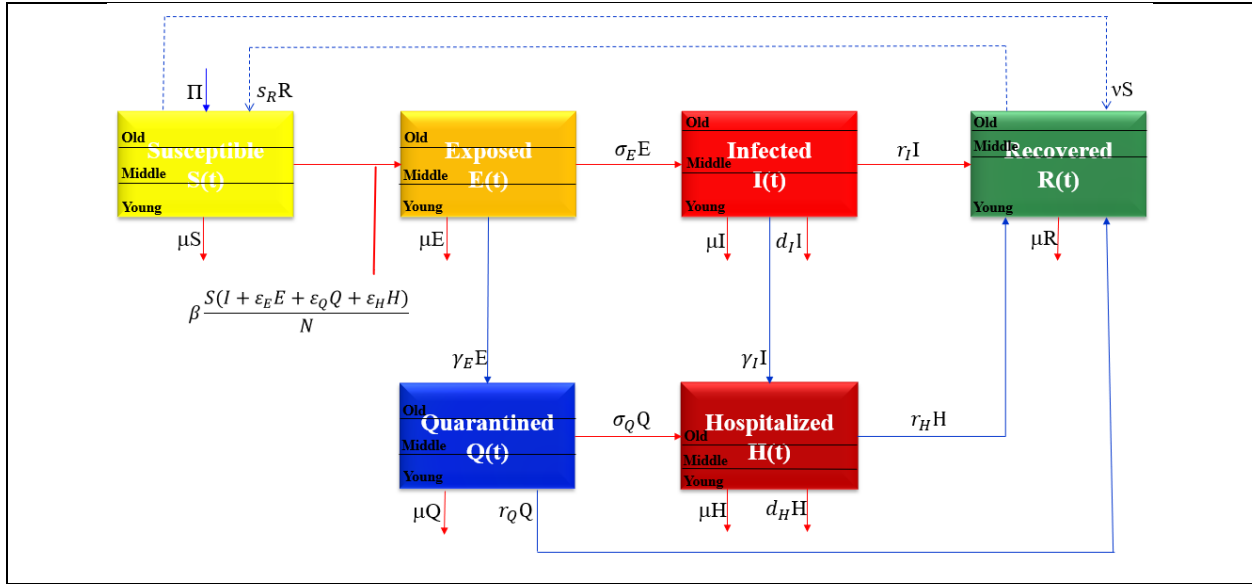 Π
s_R R
νS
Old
Susceptible
Middle
S(t)
Young
Old
Exposed
Middle
E(t)
Young
σ_E E
Old
Infected
Middle
I(t)
Young
r_I I
Old
Recovered
Middle
R(t)
Young
μS
μE
μI
d_I I
μR
β S(I + ε_E E + ε_Q Q + ε_H H) / N
γ_E E
γ_I I
Old
Quarantined
Middle
Q(t)
Young
σ_Q Q
Hospitalized
Old
H(t)
Middle
Young
r_H H
μQ
r_Q Q
μH
d_H H